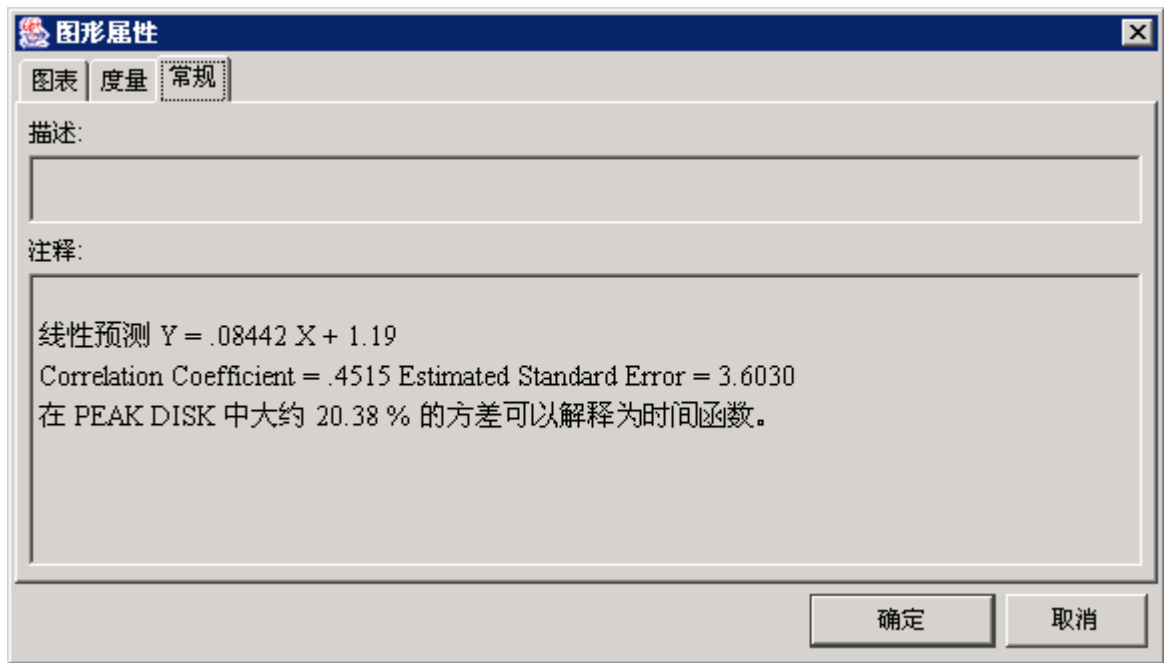 图形属性
图表 度量 常规
描述:
注释:
线性预测 Y = .08442 X + 1.19
Correlation Coefficient = .4515 Estimated Standard Error = 3.6030
在 PEAK DISK 中大约 20.38 % 的方差可以解释为时间函数。
确定 取消